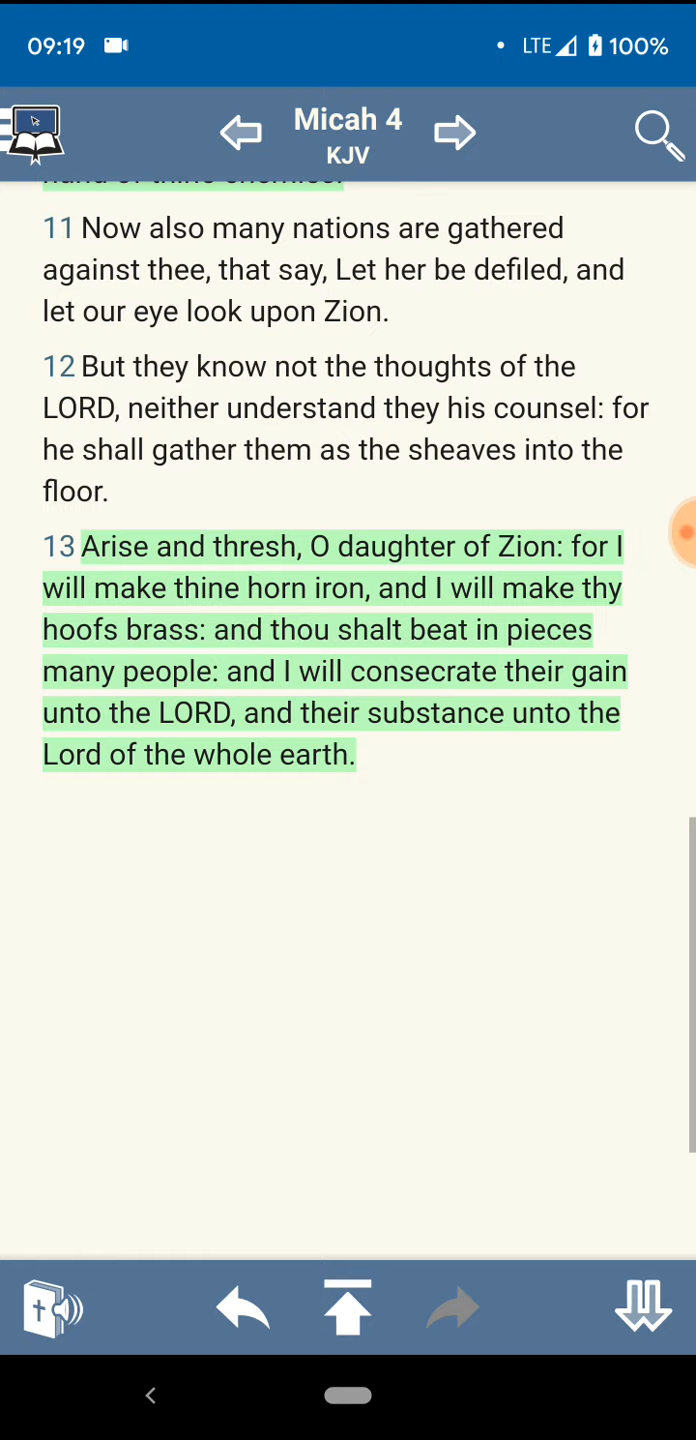 09:19
LTE
100%
Micah 4
KJV
hand of thine enemies.
11 Now also many nations are gathered
against thee, that say, Let her be defiled, and
let our eye look upon Zion.
12 But they know not the thoughts of the
LORD, neither understand they his counsel: for
he shall gather them as the sheaves into the
floor.
13 Arise and thresh, O daughter of Zion: for I
will make thine horn iron, and I will make thy
hoofs brass: and thou shalt beat in pieces
many people: and I will consecrate their gain
unto the LORD, and their substance unto the
Lord of the whole earth.